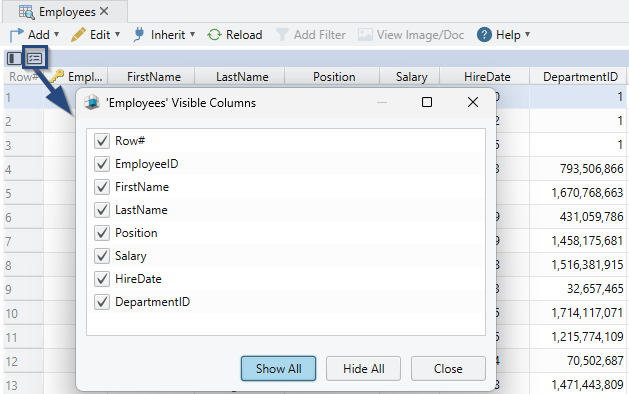 Employees
Add Edit Inherit Reload Add Filter View Image/Doc Help
Row# Empl... FirstName LastName Position Salary HireDate DepartmentID
1 0 1
2 2 1
3 5 1
4 3 793,506,866
5 1,670,768,663
6 9 431,059,786
7 9 1,458,175,681
8 3 1,516,381,915
9 3 32,657,465
10 5 1,714,117,071
11 5 1,215,774,109
12 4 70,502,687
13 3 1,471,443,809
'Employees' Visible Columns
Row#
EmployeeID
FirstName
LastName
Position
Salary
HireDate
DepartmentID
Show All Hide All Close